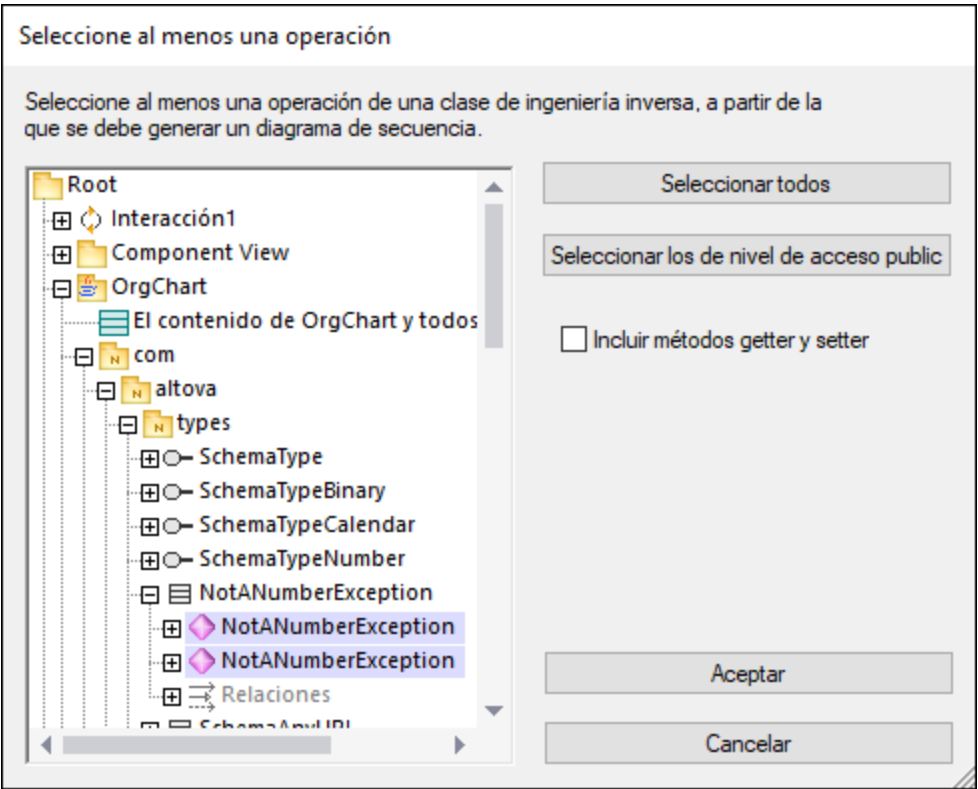 Seleccione al menos una operación
Seleccione al menos una operación de una clase de ingeniería inversa, a partir de la
que se debe generar un diagrama de secuencia.
Root
Interacción1
Component View
OrgChart
El contenido de OrgChart y todos
com
altova
types
SchemaType
SchemaTypeBinary
SchemaTypeCalendar
SchemaTypeNumber
NotANumberException
NotANumberException
NotANumberException
Relaciones
SchemaAnyURI
Seleccionar todos
Seleccionar los de nivel de acceso public
Incluir métodos getter y setter
Aceptar
Cancelar